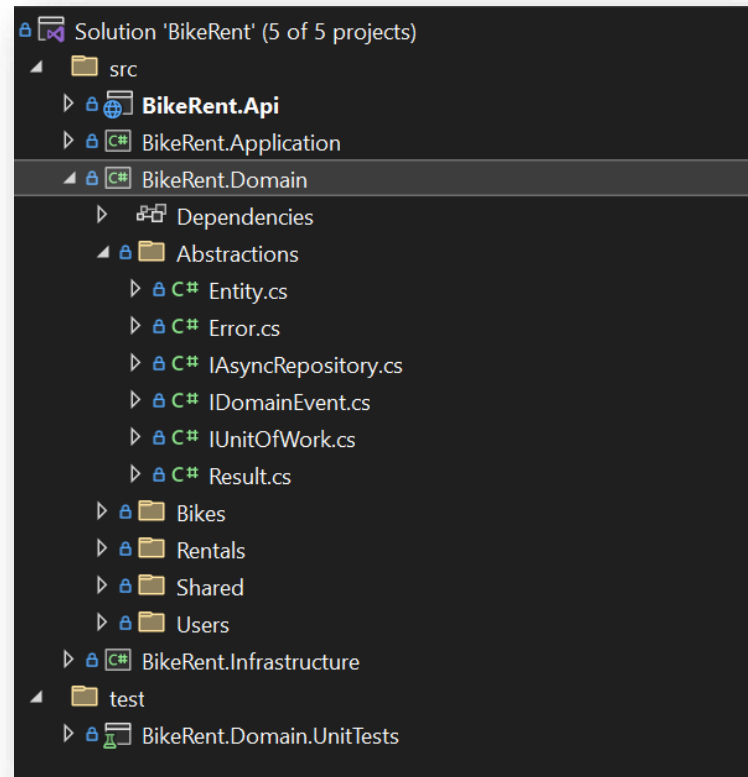 Solution 'BikeRent' (5 of 5 projects)
src
BikeRent.Api
C# BikeRent.Application
C# BikeRent.Domain
Dependencies
Abstractions
C# Entity.cs
C# Error.cs
C# IAsyncRepository.cs
C# IDomainEvent.cs
C# IUnitOfWork.cs
C# Result.cs
Bikes
Rentals
Shared
Users
C# BikeRent.Infrastructure
test
BikeRent.Domain.UnitTests